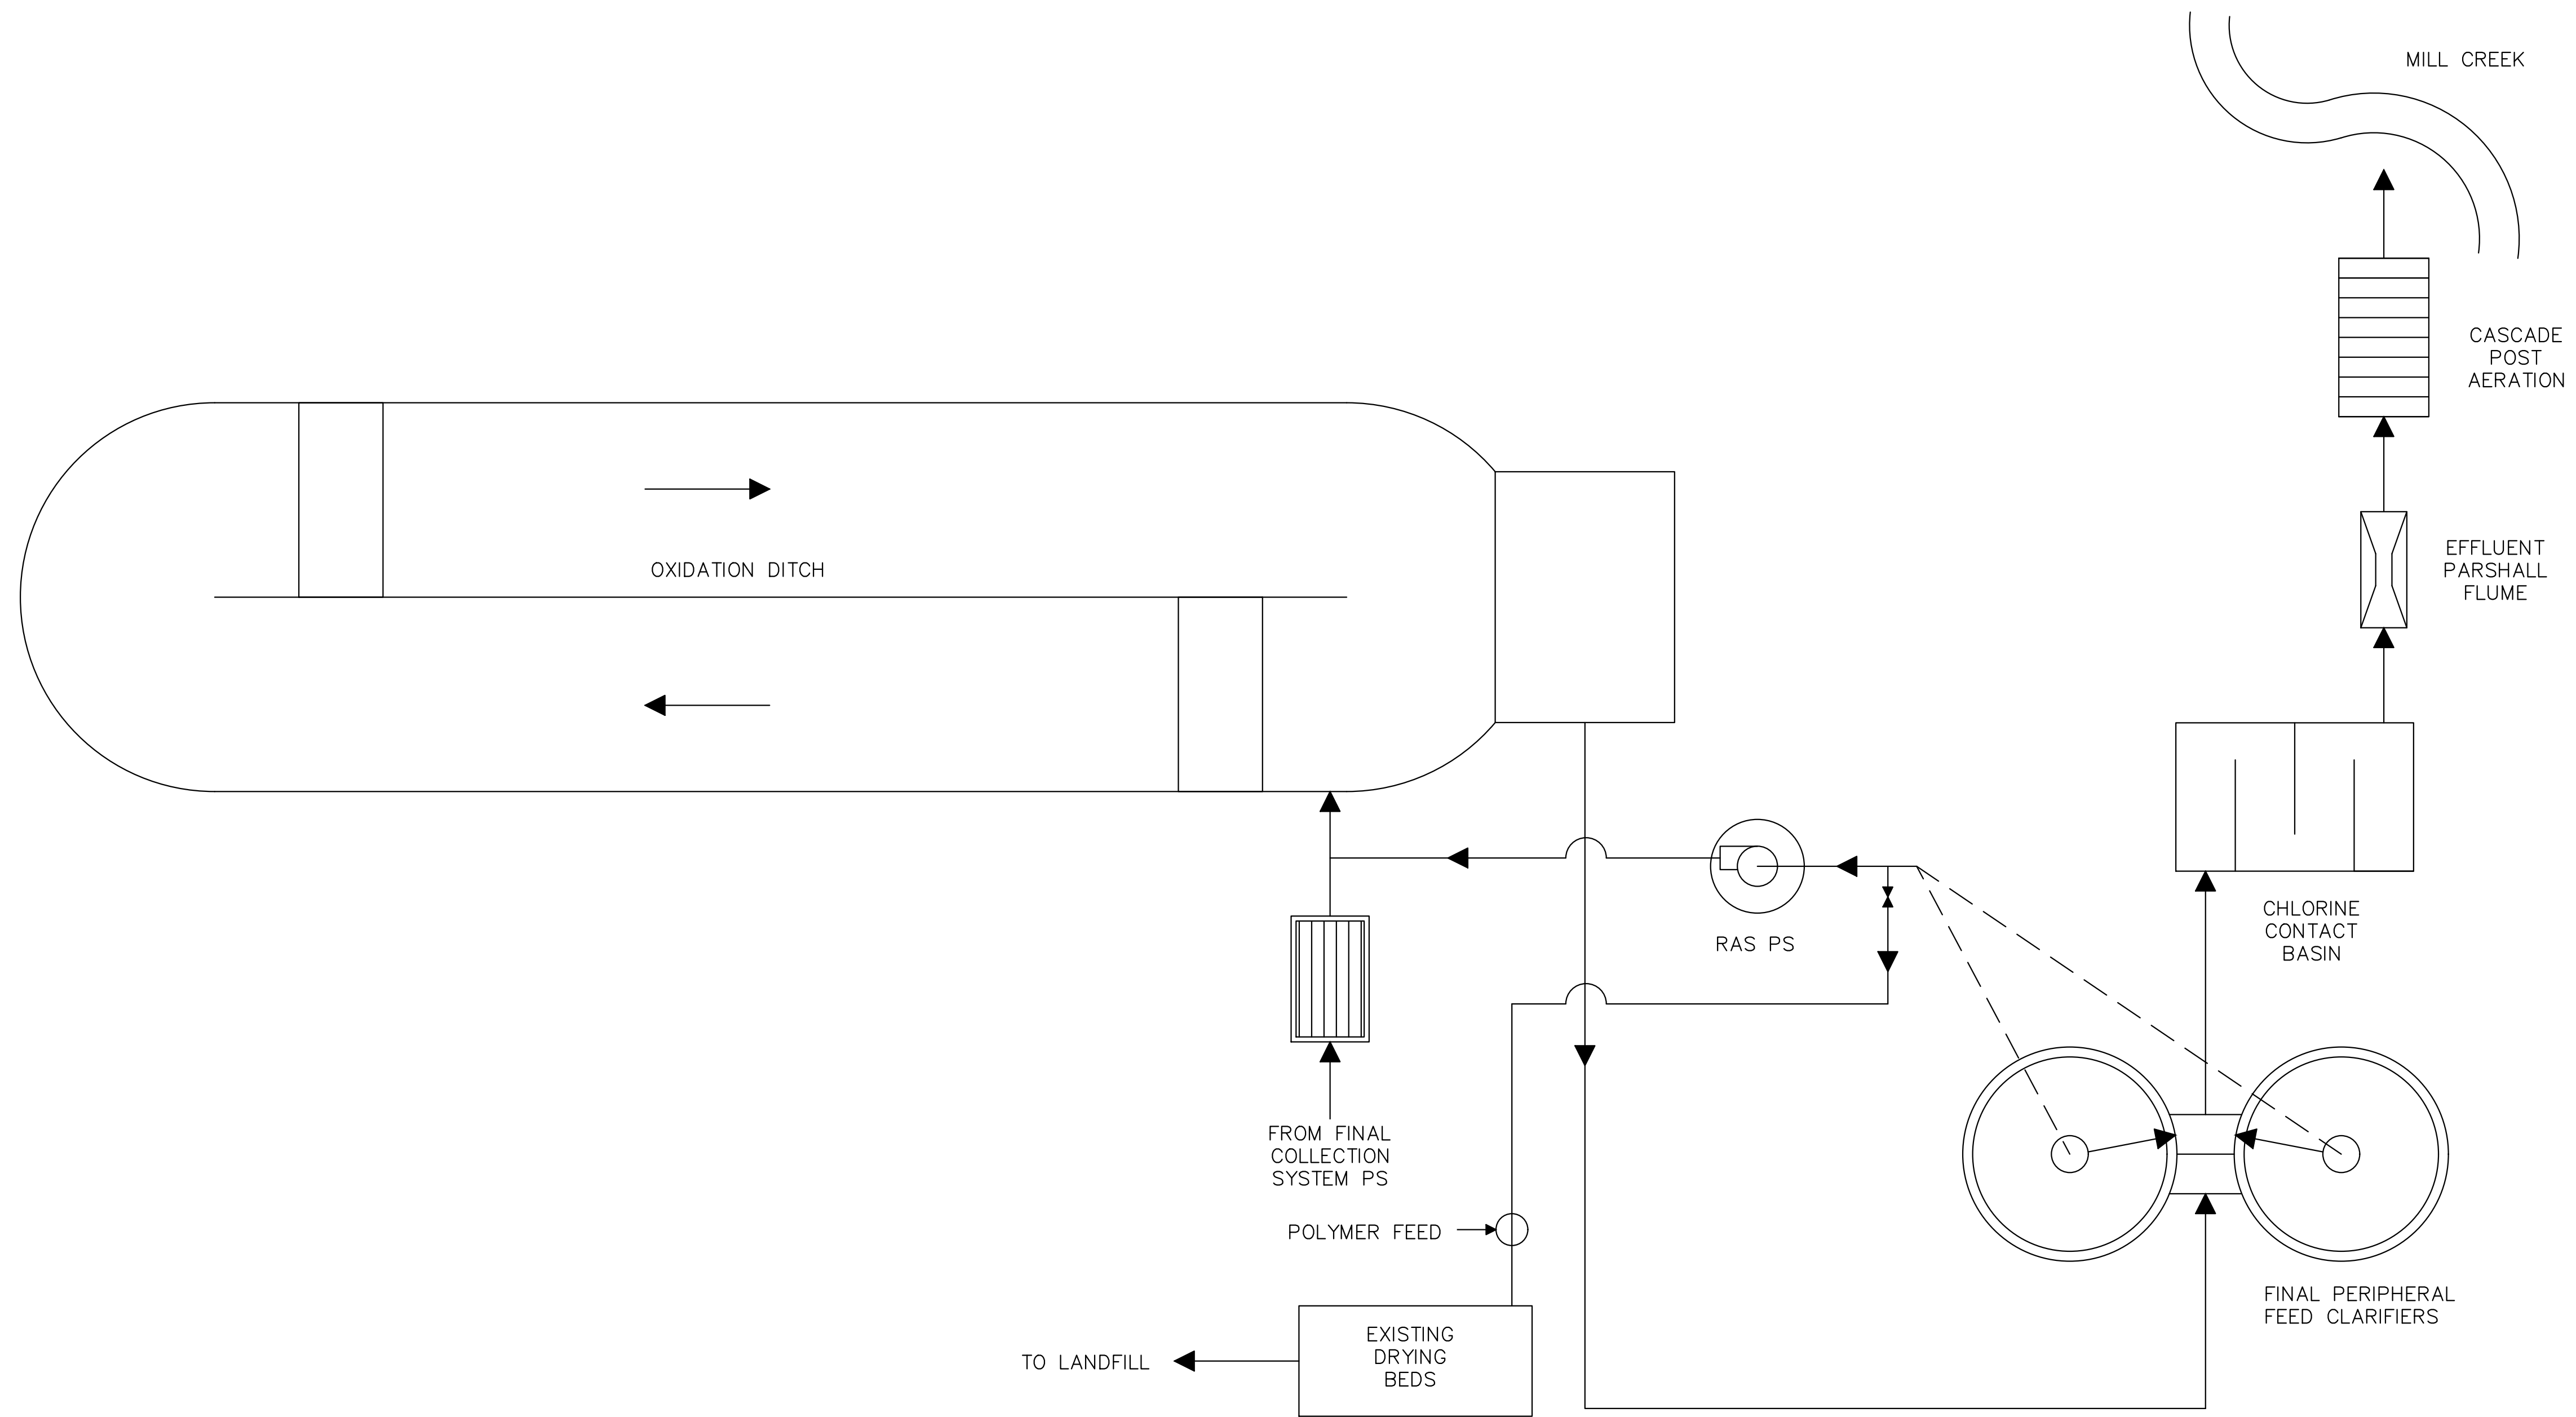 MILL CREEK
CASCADE
POST
AERATION
OXIDATION DITCH
EFFLUENT
PARSHALL
FLUME
CHLORINE
CONTACT
BASIN
RAS PS
FROM FINAL
COLLECTION
SYSTEM PS
POLYMER FEED
FINAL PERIPHERAL
FEED CLARIFIERS
EXISTING
DRYING
BEDS
TO LANDFILL